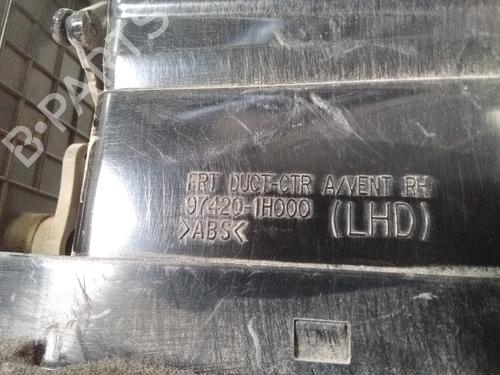 B-PARTS
FRT DUCT-CTR A/VENT RH
97420-1H000
(LHD)
>ABS<